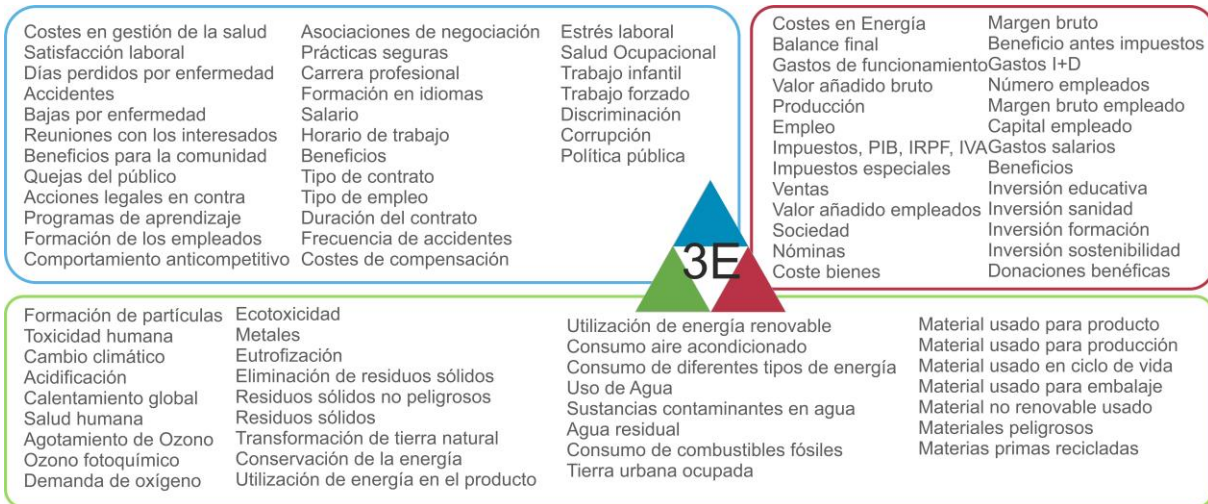 Costes en gestión de la salud
Satisfacción laboral
Días perdidos por enfermedad
Accidentes
Bajas por enfermedad
Reuniones con los interesados
Beneficios para la comunidad
Quejas del público
Acciones legales en contra
Programas de aprendizaje
Formación de los empleados
Comportamiento anticompetitivo
Asociaciones de negociación
Prácticas seguras
Carrera profesional
Formación en idiomas
Salario
Horario de trabajo
Beneficios
Tipo de contrato
Tipo de empleo
Duración del contrato
Frecuencia de accidentes
Costes de compensación
Estrés laboral
Salud Ocupacional
Trabajo infantil
Trabajo forzado
Discriminación
Corrupción
Política pública
Costes en Energía
Balance final
Gastos de funcionamiento
Valor añadido bruto
Producción
Empleo
Impuestos, PIB, IRPF, IVA
Impuestos especiales
Ventas
Valor añadido empleados
Sociedad
Nóminas
Coste bienes
Margen bruto
Beneficio antes impuestos
Gastos I+D
Número empleados
Margen bruto empleado
Capital empleado
Gastos salarios
Beneficios
Inversión educativa
Inversión sanidad
Inversión formación
Inversión sostenibilidad
Donaciones benéficas
3E
Formación de partículas
Toxicidad humana
Cambio climático
Acidificación
Calentamiento global
Salud humana
Agotamiento de Ozono
Ozono fotoquímico
Demanda de oxígeno
Ecotoxicidad
Metales
Eutrofización
Eliminación de residuos sólidos
Residuos sólidos no peligrosos
Residuos sólidos
Transformación de tierra natural
Conservación de la energía
Utilización de energía en el producto
Utilización de energía renovable
Consumo aire acondicionado
Consumo de diferentes tipos de energía
Uso de Agua
Sustancias contaminantes en agua
Agua residual
Consumo de combustibles fósiles
Tierra urbana ocupada
Material usado para producto
Material usado para producción
Material usado en ciclo de vida
Material usado para embalaje
Material no renovable usado
Materiales peligrosos
Materias primas recicladas